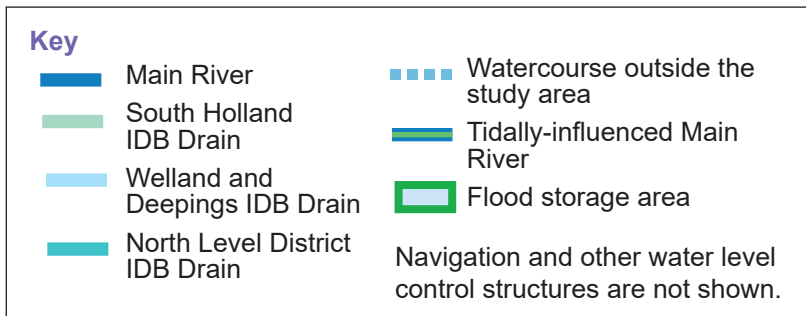 Key
Main River
South Holland
IDB Drain
Welland and
Deepings IDB Drain
North Level District
IDB Drain
Watercourse outside the
study area
Tidally-influenced Main
River
Flood storage area
Navigation and other water level
control structures are not shown.